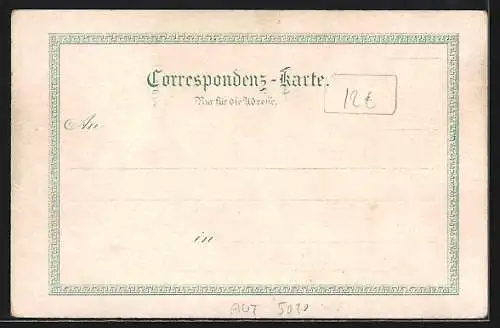 Correspondenz-Karte.
12€
Nur für die Adresse.
An
in
AUT 5020